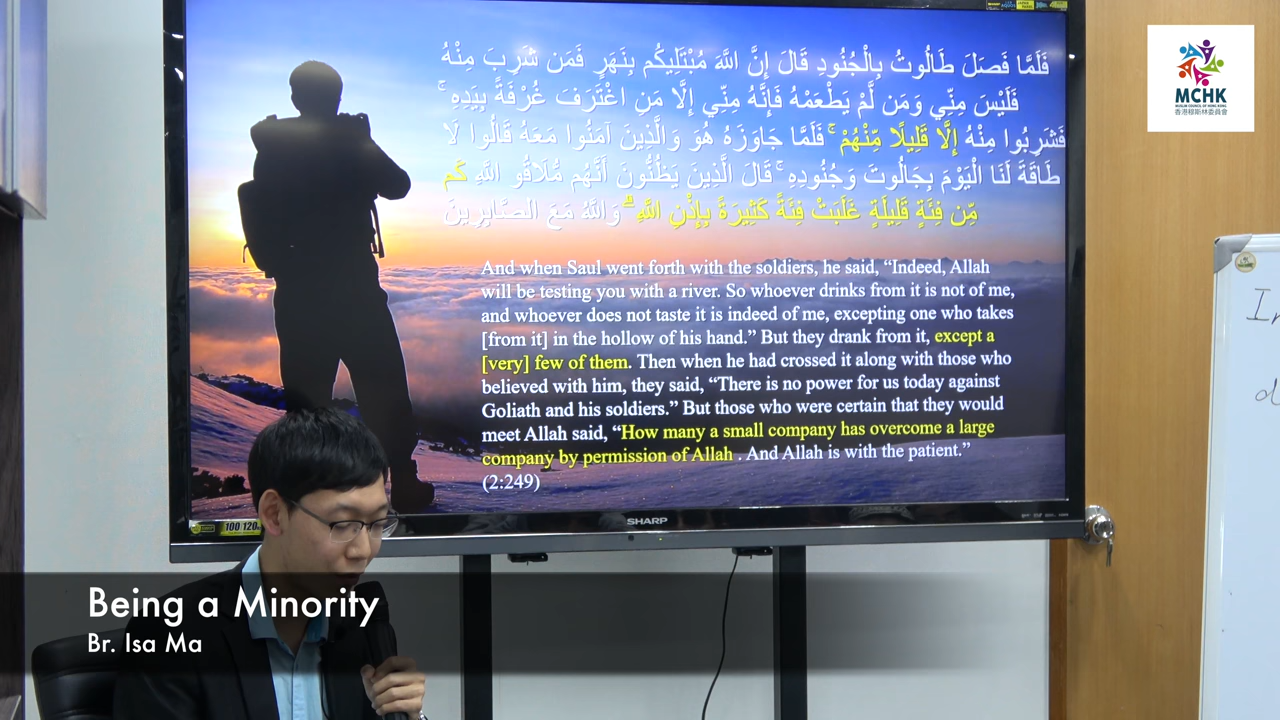 فَلَمَّا فَصَلَ طَالُوتُ بِالْجُنُودِ قَالَ إِنَّ اللَّهَ مُبْتَلِيكُم بِنَهَرٍ فَمَن شَرِبَ مِنْهُ
فَلَيْسَ مِنِّي وَمَن لَّمْ يَطْعَمْهُ فَإِنَّهُ مِنِّي إِلَّا مَنِ اغْتَرَفَ غُرْفَةً بِيَدِهِ ۚ
فَشَرِبُوا مِنْهُ إِلَّا قَلِيلًا مِّنْهُمْ ۚ فَلَمَّا جَاوَزَهُ هُوَ وَالَّذِينَ آمَنُوا مَعَهُ قَالُوا لَا
طَاقَةَ لَنَا الْيَوْمَ بِجَالُوتَ وَجُنُودِهِ ۚ قَالَ الَّذِينَ يَظُنُّونَ أَنَّهُم مُّلَاقُو اللَّهِ كَم
مِّن فِئَةٍ قَلِيلَةٍ غَلَبَتْ فِئَةً كَثِيرَةً بِإِذْنِ اللَّهِ ۗ وَاللَّهُ مَعَ الصَّابِرِينَ
And when Saul went forth with the soldiers, he said, “Indeed, Allah
will be testing you with a river. So whoever drinks from it is not of me,
and whoever does not taste it is indeed of me, excepting one who takes
[from it] in the hollow of his hand.” But they drank from it, except a
[very] few of them. Then when he had crossed it along with those who
believed with him, they said, “There is no power for us today against
Goliath and his soldiers.” But those who were certain that they would
meet Allah said, “How many a small company has overcome a large
company by permission of Allah . And Allah is with the patient.”
(2:249)
MCHK
MUSLIM COUNCIL OF HONG KONG
香港穆斯林委員會
100 120
SHARP
Being a Minority
Br. Isa Ma